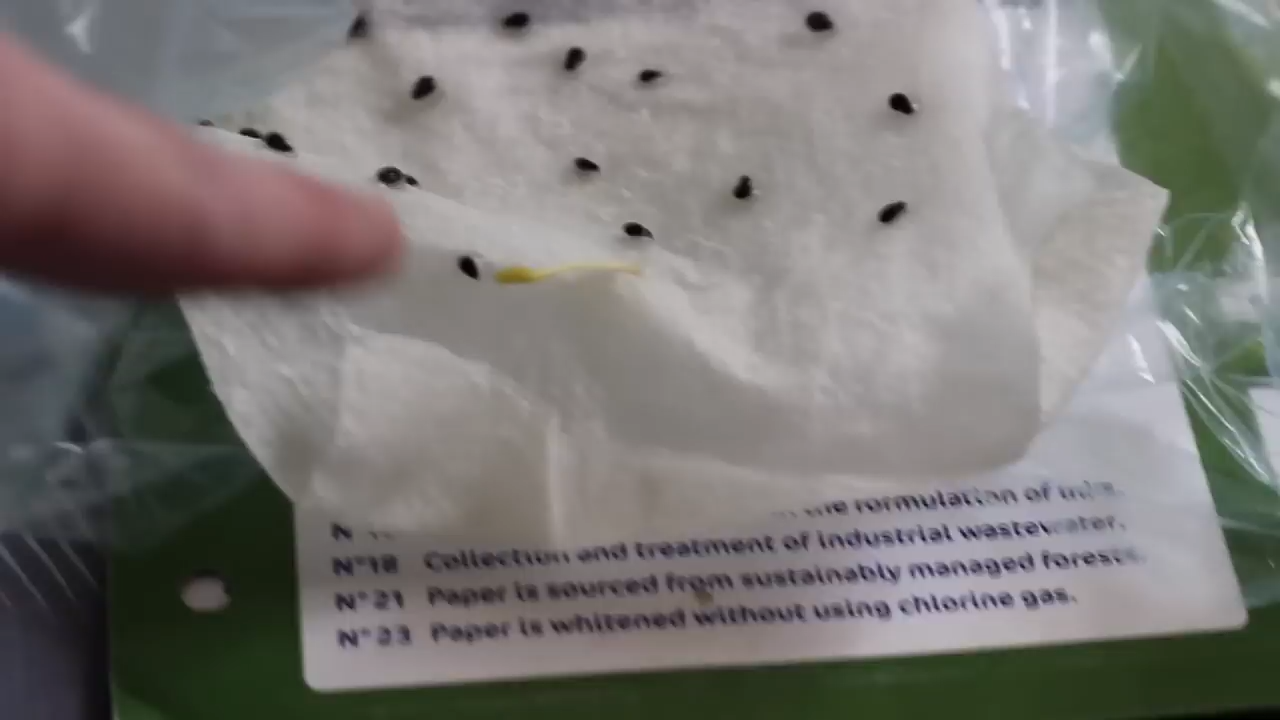 the formulation of inks.
N°18 Collection and treatment of industrial wastewater.
N°21 Paper is sourced from sustainably managed forests.
N°23 Paper is whitened without using chlorine gas.